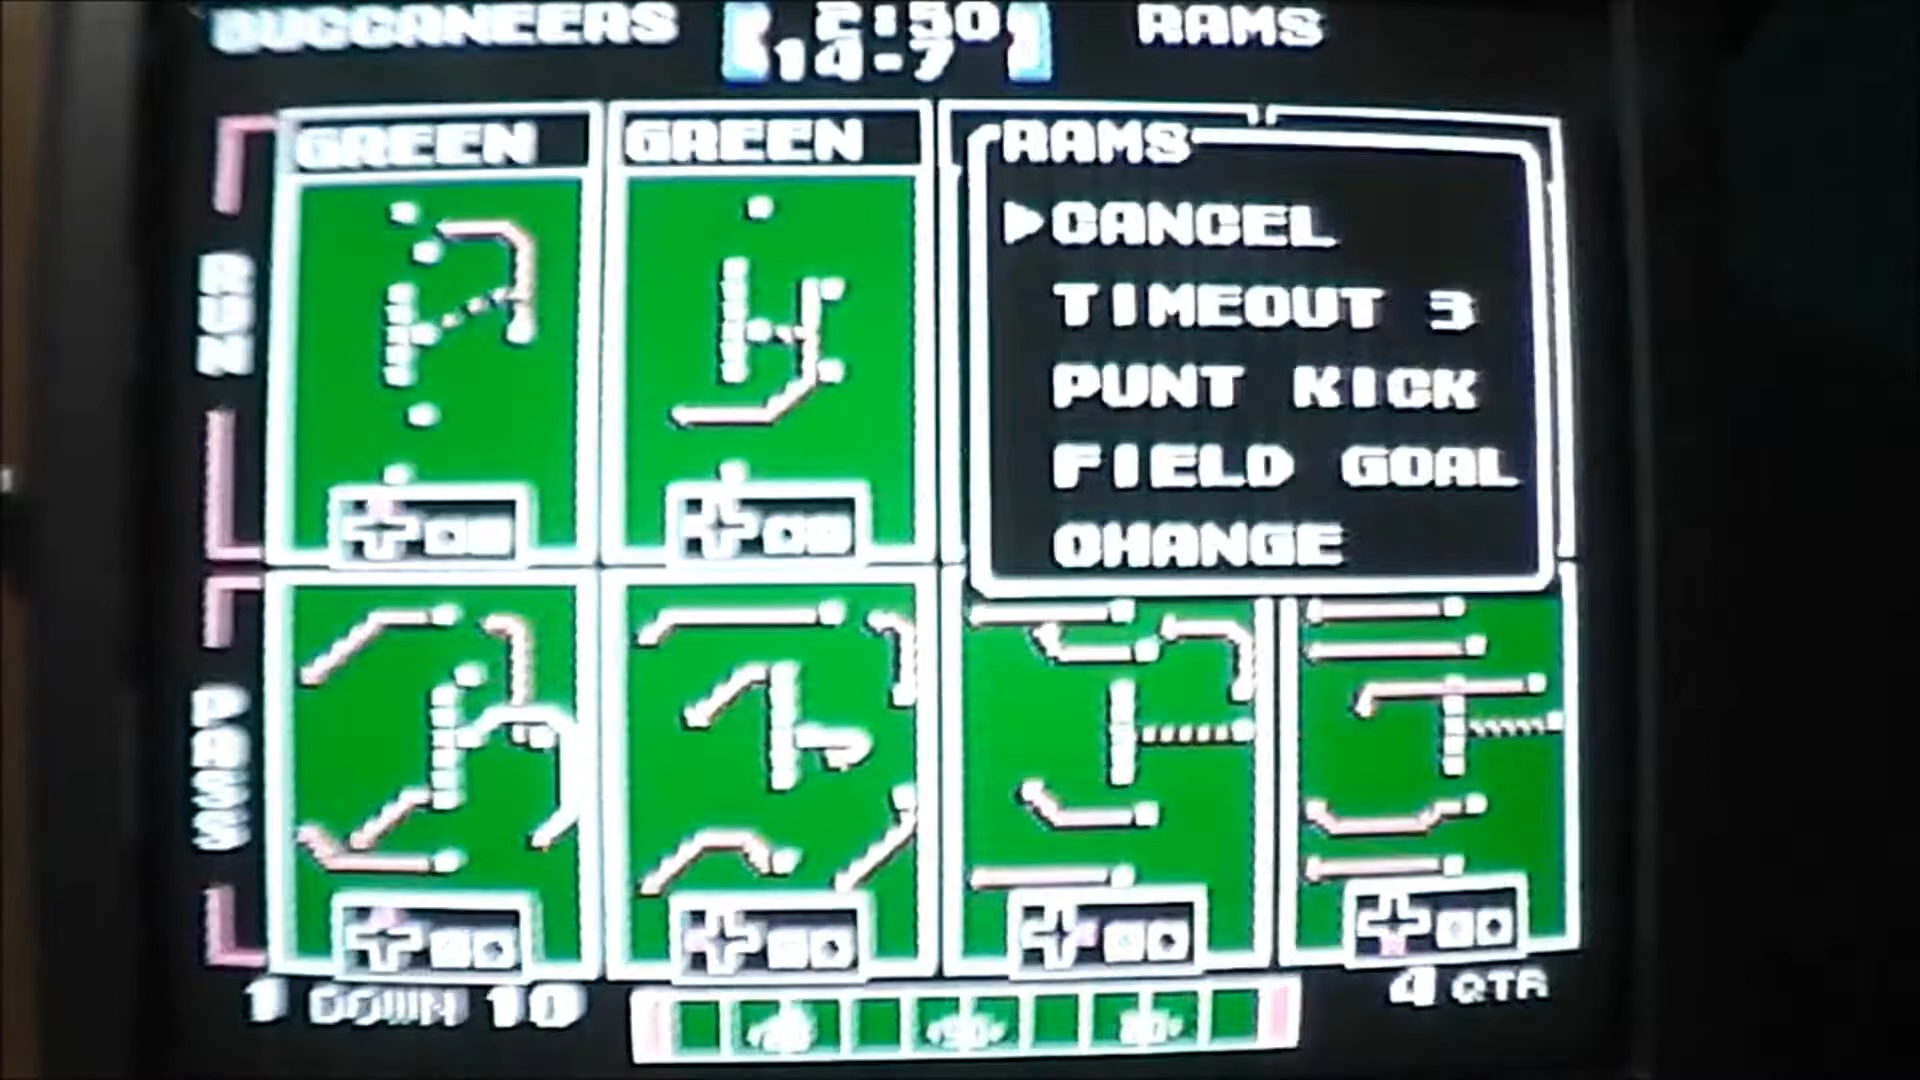 BUCCANEERS 2:50 RAMS
14-7
GREEN GREEN RAMS
CANCEL
TIMEOUT 3
PUNT KICK
FIELD GOAL
CHANGE
RUN
PASS
1 DOWN 10
4 QTR